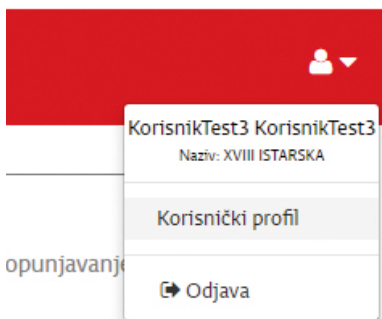 KorisnikTest3 KorisnikTest3
Naziv: XVIII ISTARSKA
Korisnički profil
opunjavanje
Odjava